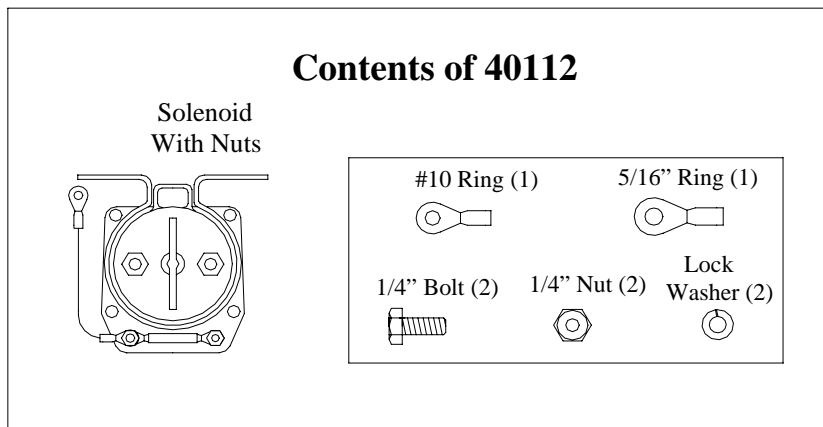 Contents of 40112
Solenoid
With Nuts
#10 Ring (1)
5/16” Ring (1)
1/4” Bolt (2)
1/4” Nut (2)
Lock
Washer (2)